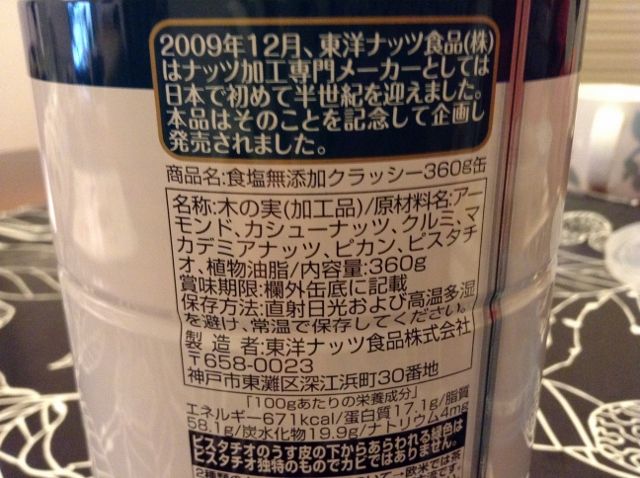 2009年12月、東洋ナッツ食品(株)
はナッツ加工専門メーカーとしては
日本で初めて半世紀を迎えました。
本品はそのことを記念して企画し
発売されました。
商品名:食塩無添加クラッシー360g缶
名称:木の実(加工品)/原材料名:アー
モンド、カシューナッツ、クルミ、マ
カデミアナッツ、ピカン、ピスタチ
オ、植物油脂/内容量:360g
賞味期限:欄外缶底に記載
保存方法:直射日光および高温多湿
を避け、常温で保存してください。
製造者:東洋ナッツ食品株式会社
〒658-0023
神戸市東灘区深江浜町30番地
「100gあたりの栄養成分」
エネルギー671kcal/蛋白質17.1g/脂質
58.1g/炭水化物19.9g/ナトリウム4mg
ピスタチオのうす皮の下からあらわれる緑色は
ピスタチオ独特のものでカビではありません。